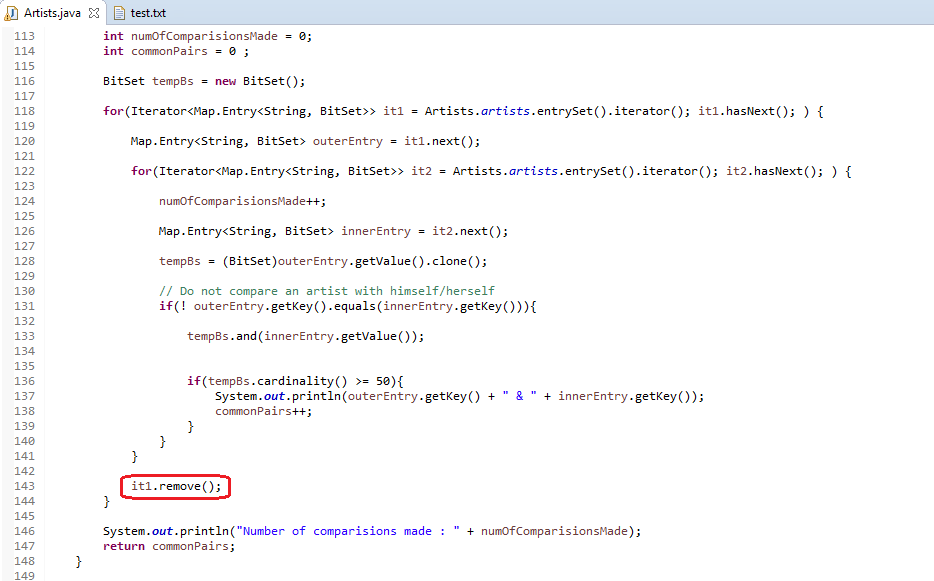 Artists.java test.txt
113 int numOfComparisionsMade = 0;
114 int commonPairs = 0 ;
115
116 BitSet tempBs = new BitSet();
117
118 for(Iterator<Map.Entry<String, BitSet>> it1 = Artists.artists.entrySet().iterator(); it1.hasNext(); ) {
119
120 Map.Entry<String, BitSet> outerEntry = it1.next();
121
122 for(Iterator<Map.Entry<String, BitSet>> it2 = Artists.artists.entrySet().iterator(); it2.hasNext(); ) {
123
124 numOfComparisionsMade++;
125
126 Map.Entry<String, BitSet> innerEntry = it2.next();
127
128 tempBs = (BitSet)outerEntry.getValue().clone();
129
130 // Do not compare an artist with himself/herself
131 if(! outerEntry.getKey().equals(innerEntry.getKey())){
132
133 tempBs.and(innerEntry.getValue());
134
135
136 if(tempBs.cardinality() >= 50){
137 System.out.println(outerEntry.getKey() + " & " + innerEntry.getKey());
138 commonPairs++;
139 }
140 }
141 }
142
143 it1.remove();
144 }
145
146 System.out.println("Number of comparisions made : " + numOfComparisionsMade);
147 return commonPairs;
148 }
149